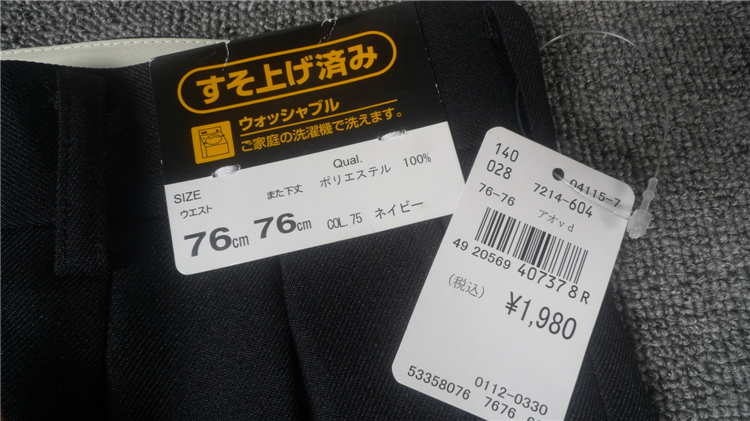 すそ上げ済み
ウォッシャブル
ご家庭の洗濯機で洗えます。
SIZE
ウエスト
76cm
また下丈
76cm
Qual.
ポリエステル 100%
COL.75 ネイビー
140
028
04115-7
7214-604
76-76
アオvd
49 20569 407378 R
(税込)
¥1,980
0112-0330
53358076 7676